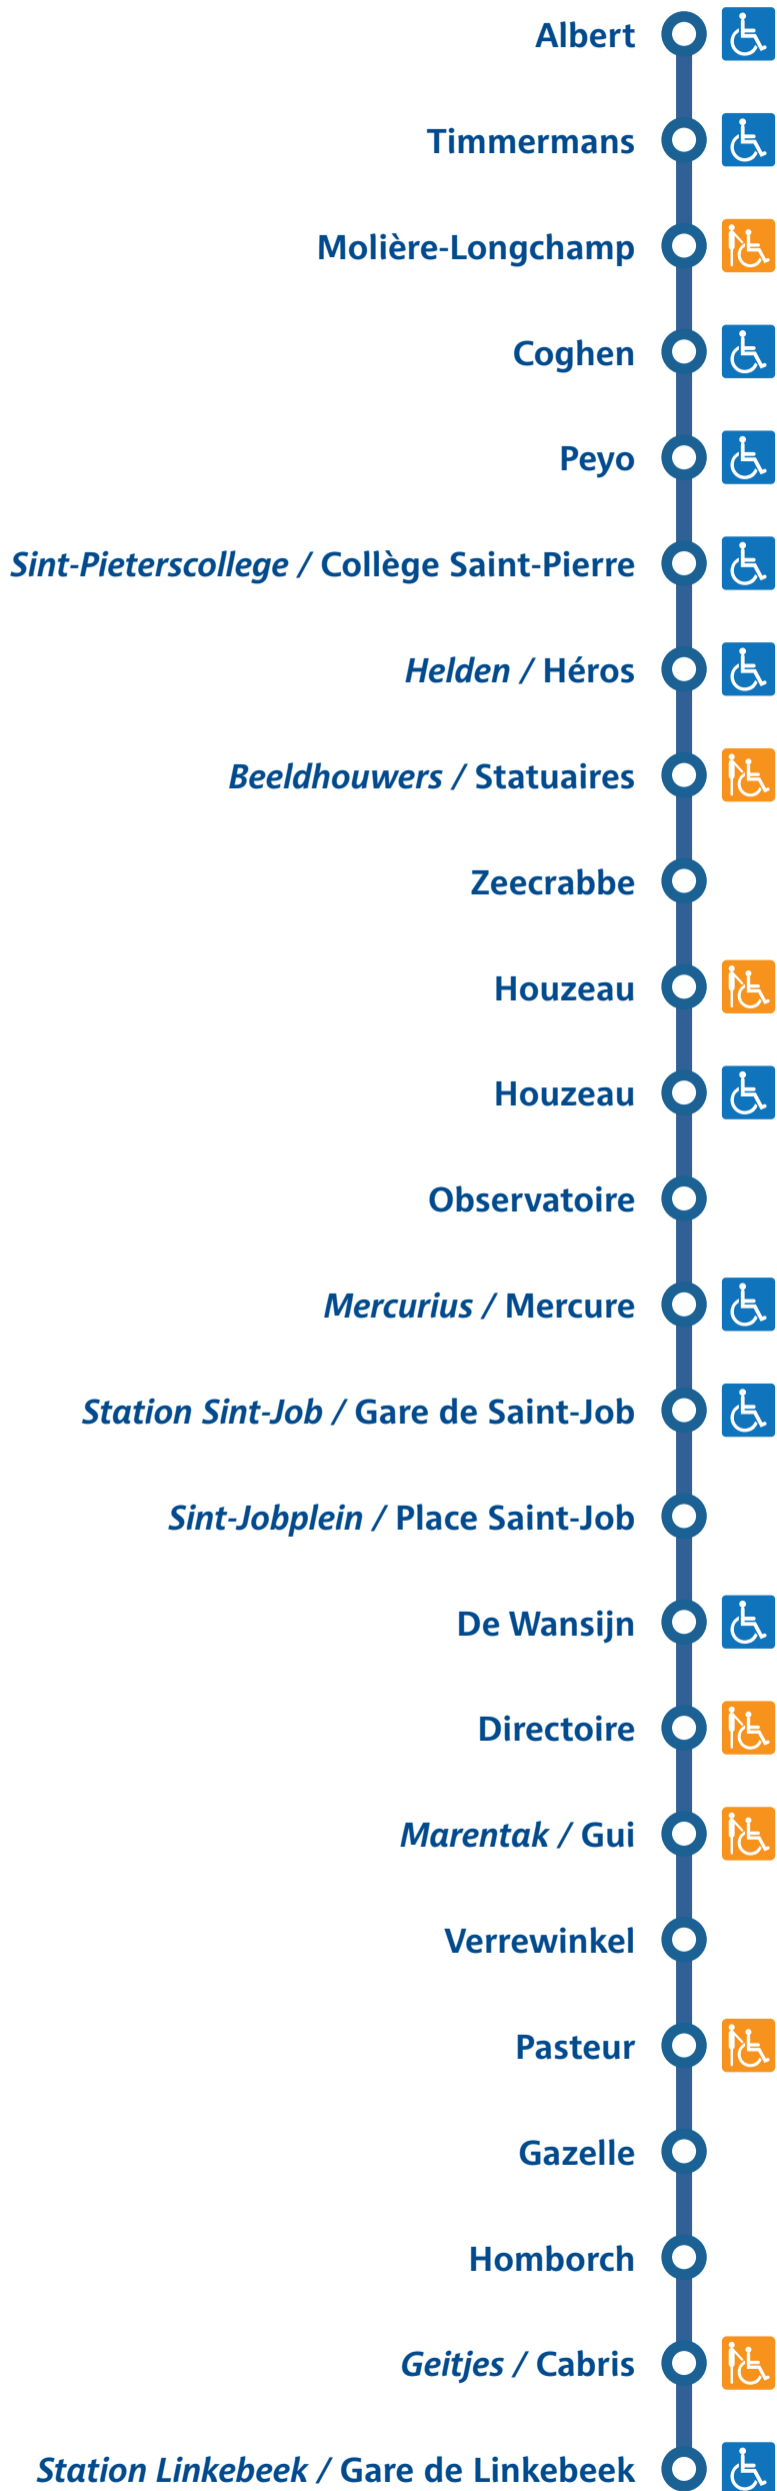 Albert
Timmermans
Molière-Longchamp
Coghen
Peyo
Sint-Pieterscollege / Collège Saint-Pierre
Helden / Héros
Beeldhouwers / Statuaires
Zeecrabbe
Houzeau
Houzeau
Observatoire
Mercurius / Mercure
Station Sint-Job / Gare de Saint-Job
Sint-Jobplein / Place Saint-Job
De Wansijn
Directoire
Marentak / Gui
Verrewinkel
Pasteur
Gazelle
Homborch
Geitjes / Cabris
Station Linkebeek / Gare de Linkebeek